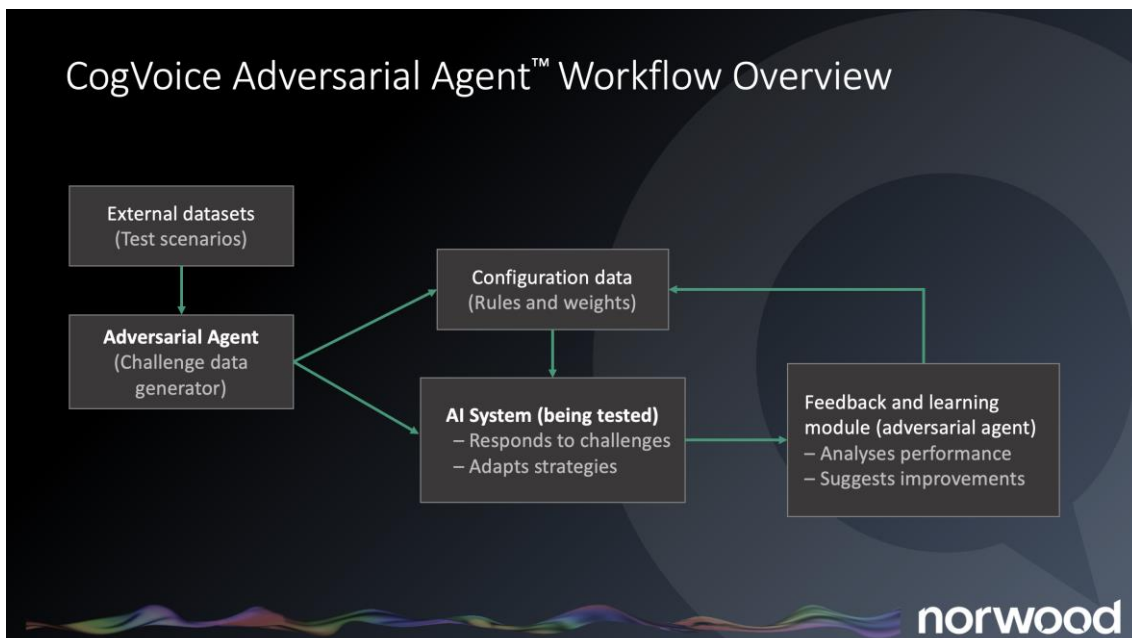 CogVoice Adversarial Agent™ Workflow Overview
External datasets
(Test scenarios)
Adversarial Agent
(Challenge data
generator)
Configuration data
(Rules and weights)
AI System (being tested)
– Responds to challenges
– Adapts strategies
Feedback and learning
module (adversarial agent)
– Analyses performance
– Suggests improvements
norwood